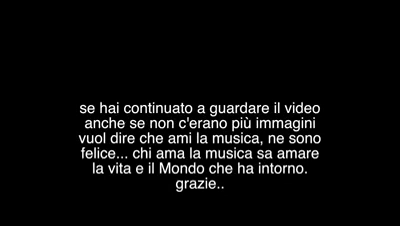 se hai continuato a guardare il video
anche se non c'erano più immagini
vuol dire che ami la musica, ne sono
felice... chi ama la musica sa amare
la vita e il Mondo che ha intorno.
grazie..